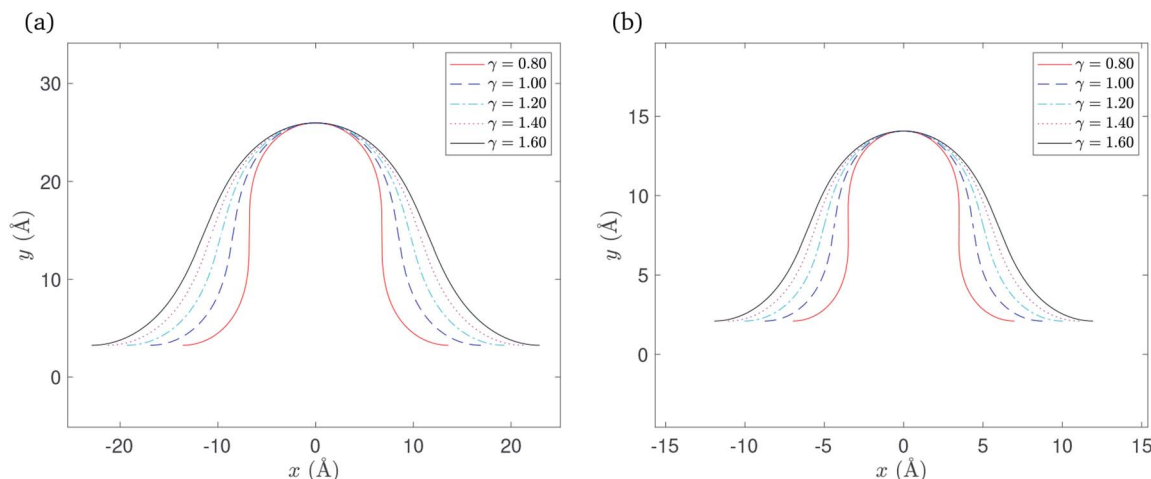 (a)
30
20
10
0
-20 -10 0 10 20
x (Å)
y (Å)
γ = 0.80
γ = 1.00
γ = 1.20
γ = 1.40
γ = 1.60
(b)
15
10
5
0
-15 -10 -5 0 5 10 15
x (Å)
y (Å)
γ = 0.80
γ = 1.00
γ = 1.20
γ = 1.40
γ = 1.60